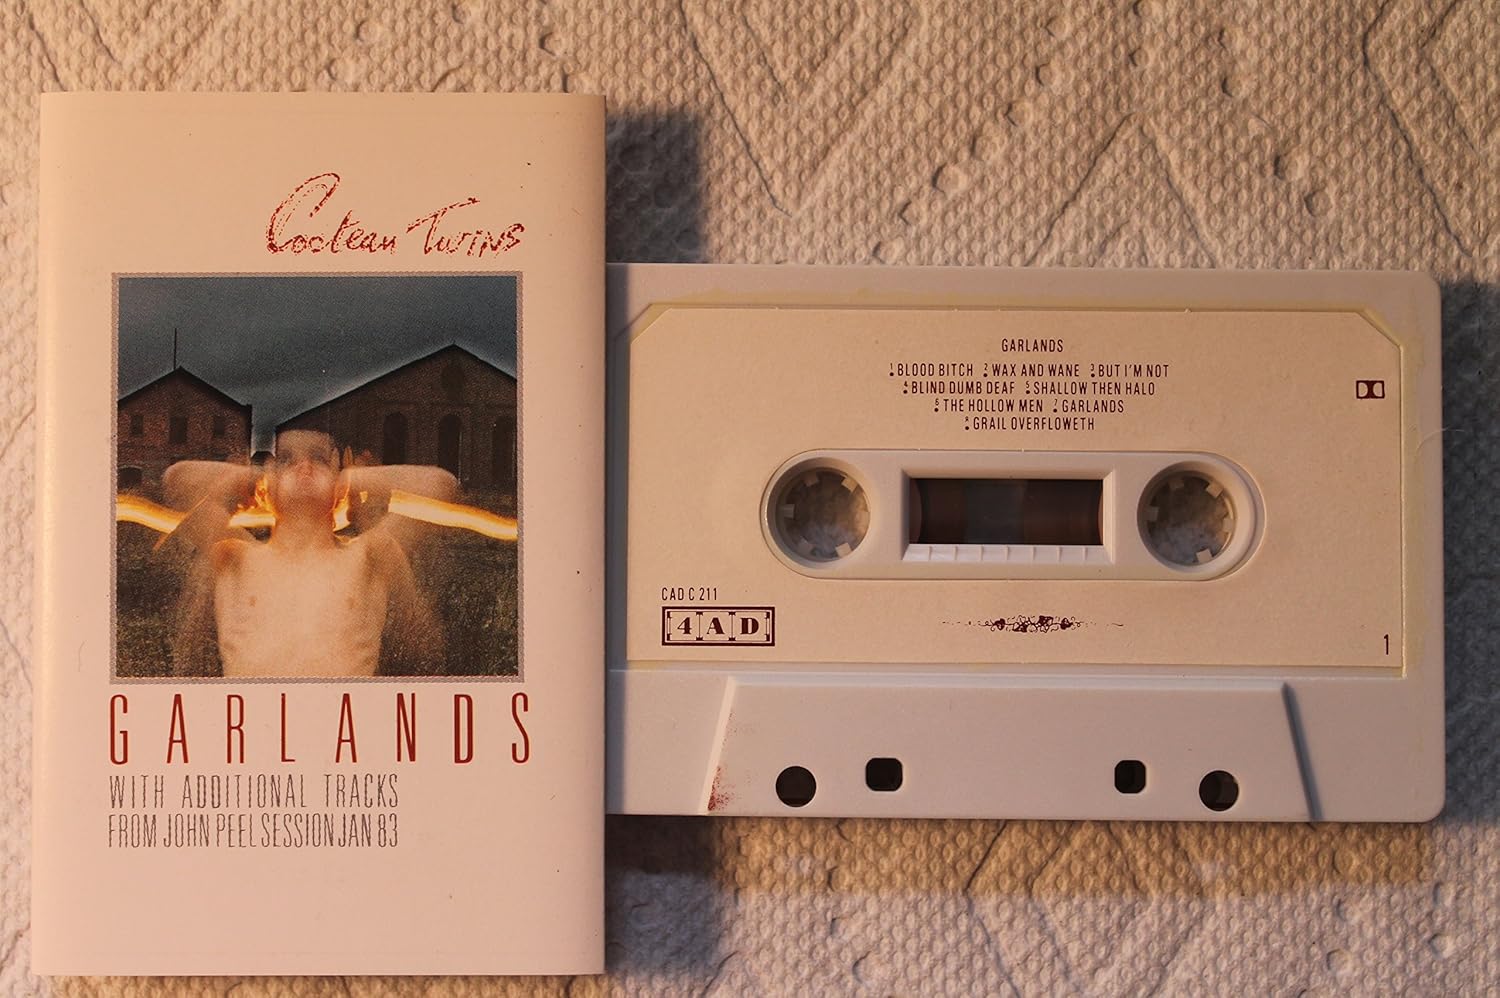 Cocteau Twins
GARLANDS
WITH ADDITIONAL TRACKS
FROM JOHN PEEL SESSION JAN 83
GARLANDS
1. BLOOD BITCH 2. WAX AND WANE 3. BUT I'M NOT
4. BLIND DUMB DEAF 5. SHALLOW THEN HALO
6. THE HOLLOW MEN 7. GARLANDS
8. GRAIL OVERFLOWETH
CAD C 211
4AD
1